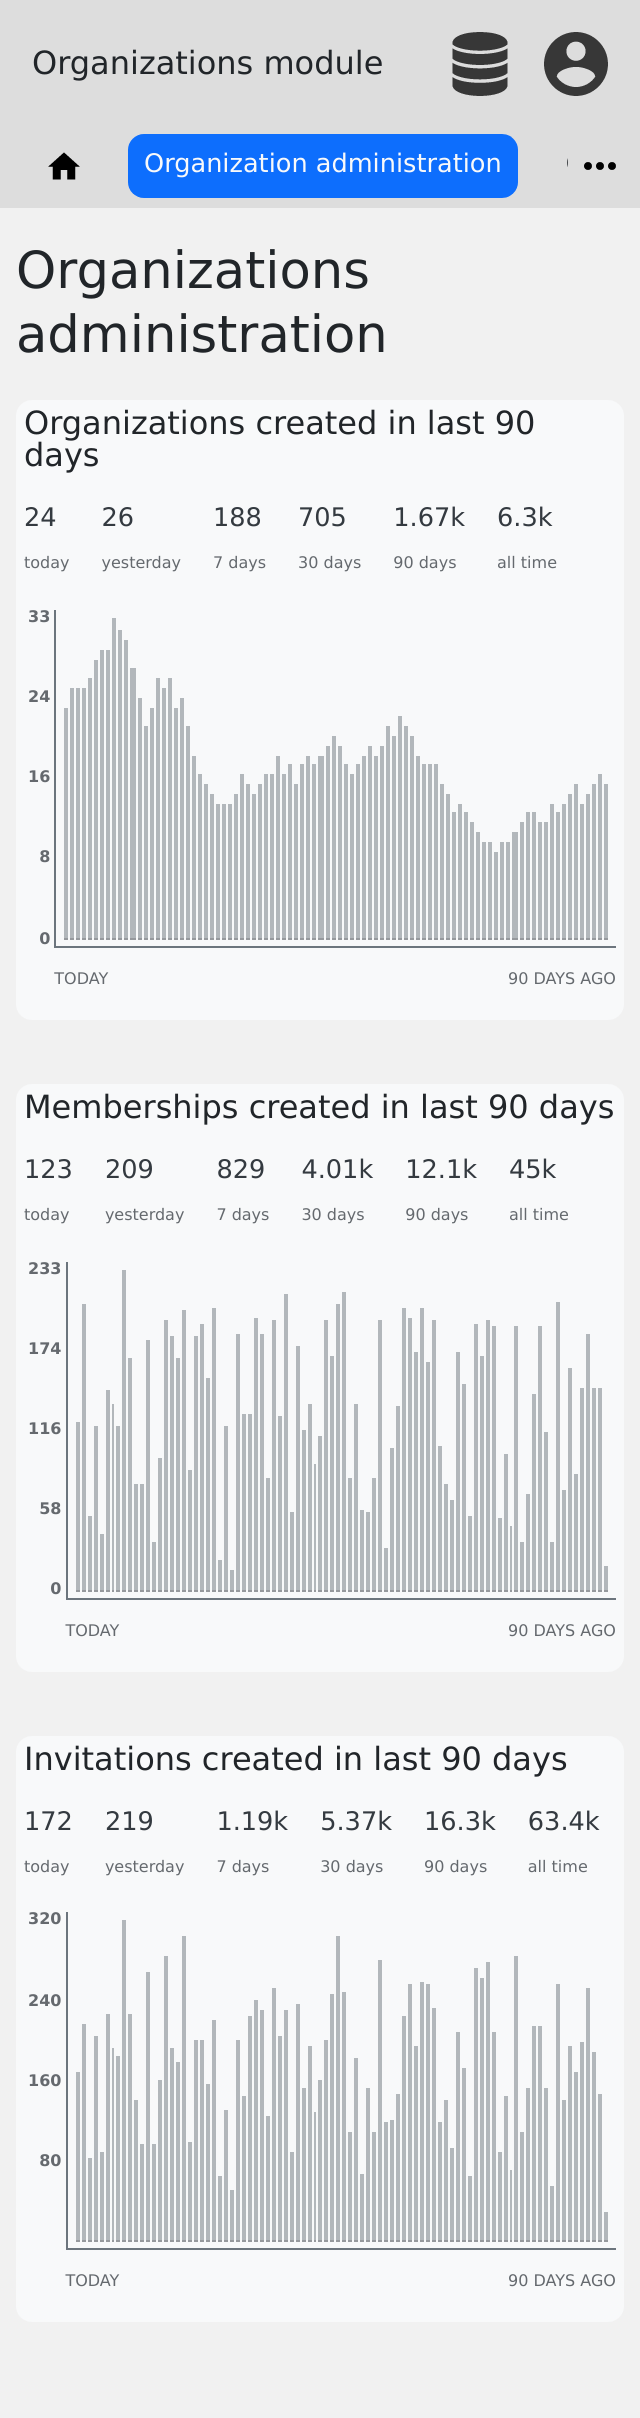 Organizations module
Organization administration
Organizations
administration
Organizations created in last 90
days
24 26 188 705 1.67k 6.3k
today yesterday 7 days 30 days 90 days all time
33
24
16
8
0
TODAY 90 DAYS AGO
Memberships created in last 90 days
123 209 829 4.01k 12.1k 45k
today yesterday 7 days 30 days 90 days all time
233
174
116
58
0
TODAY 90 DAYS AGO
Invitations created in last 90 days
172 219 1.19k 5.37k 16.3k 63.4k
today yesterday 7 days 30 days 90 days all time
320
240
160
80
TODAY 90 DAYS AGO